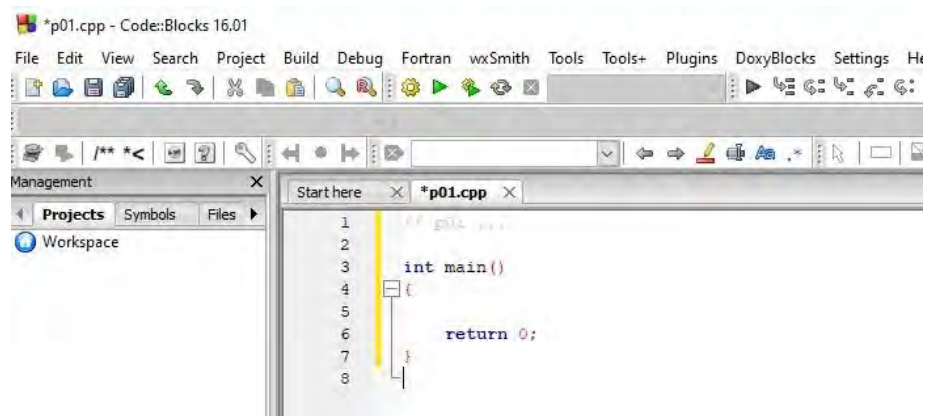 *p01.cpp - Code::Blocks 16.01
File Edit View Search Project Build Debug Fortran wxSmith Tools Tools+ Plugins DoxyBlocks Settings He
/** *<
Management
Start here *p01.cpp
Projects Symbols Files
Workspace
1 // p01 ...
2
3 int main()
4 {
5
6 return 0;
7 }
8